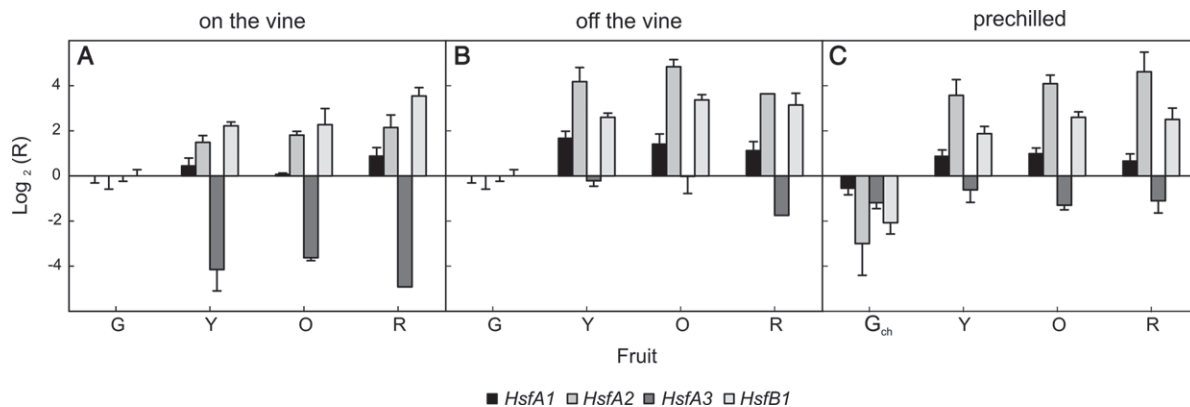 on the vine off the vine prechilled
A B C
Log 2 (R)
4
2
0
-2
-4
G Y O R G Y O R Gch Y O R
Fruit
HsfA1 HsfA2 HsfA3 HsfB1